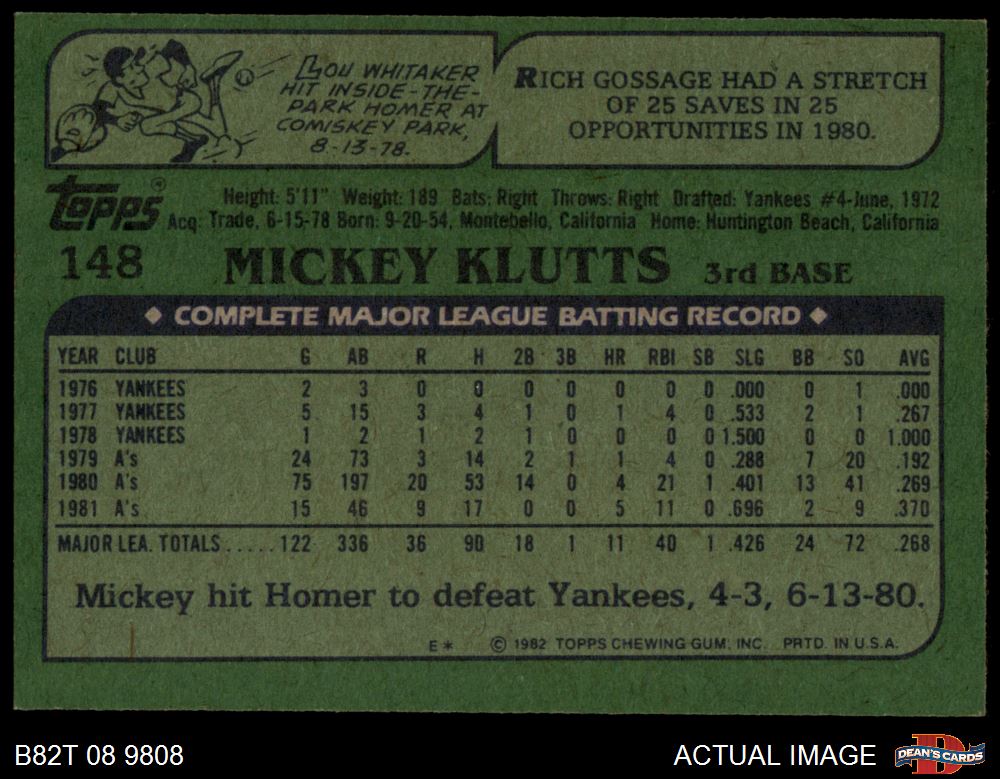 LOU WHITAKER
HIT INSIDE-THE-
PARK HOMER AT
COMISKEY PARK,
8-13-78.
RICH GOSSAGE HAD A STRETCH
OF 25 SAVES IN 25
OPPORTUNITIES IN 1980.
Topps®
Height: 5'11" Weight: 189 Bats: Right Throws: Right Drafted: Yankees #4-June, 1972
Acq: Trade, 6-15-78 Born: 9-20-54, Montebello, California Home: Huntington Beach, California
148 MICKEY KLUTTS 3rd BASE
◆ COMPLETE MAJOR LEAGUE BATTING RECORD ◆
YEAR CLUB G AB R H 2B 3B HR RBI SB SLG BB SO AVG
1976 YANKEES 2 3 0 0 0 0 0 0 0 .000 0 1 .000
1977 YANKEES 5 15 3 4 1 0 1 4 0 .533 2 1 .267
1978 YANKEES 1 2 1 2 1 0 0 0 0 1.500 0 0 1.000
1979 A's 24 73 3 14 2 1 1 4 0 .288 7 20 .192
1980 A's 75 197 20 53 14 0 4 21 1 .401 13 41 .269
1981 A's 15 46 9 17 0 0 5 11 0 .696 2 9 .370
MAJOR LEA. TOTALS.....122 336 36 90 18 1 11 40 1 .426 24 72 .268
Mickey hit Homer to defeat Yankees, 4-3, 6-13-80.
E* © 1982 TOPPS CHEWING GUM, INC. PRTD. IN U.S.A.
B82T 08 9808
ACTUAL IMAGE
DEAN'S CARDS